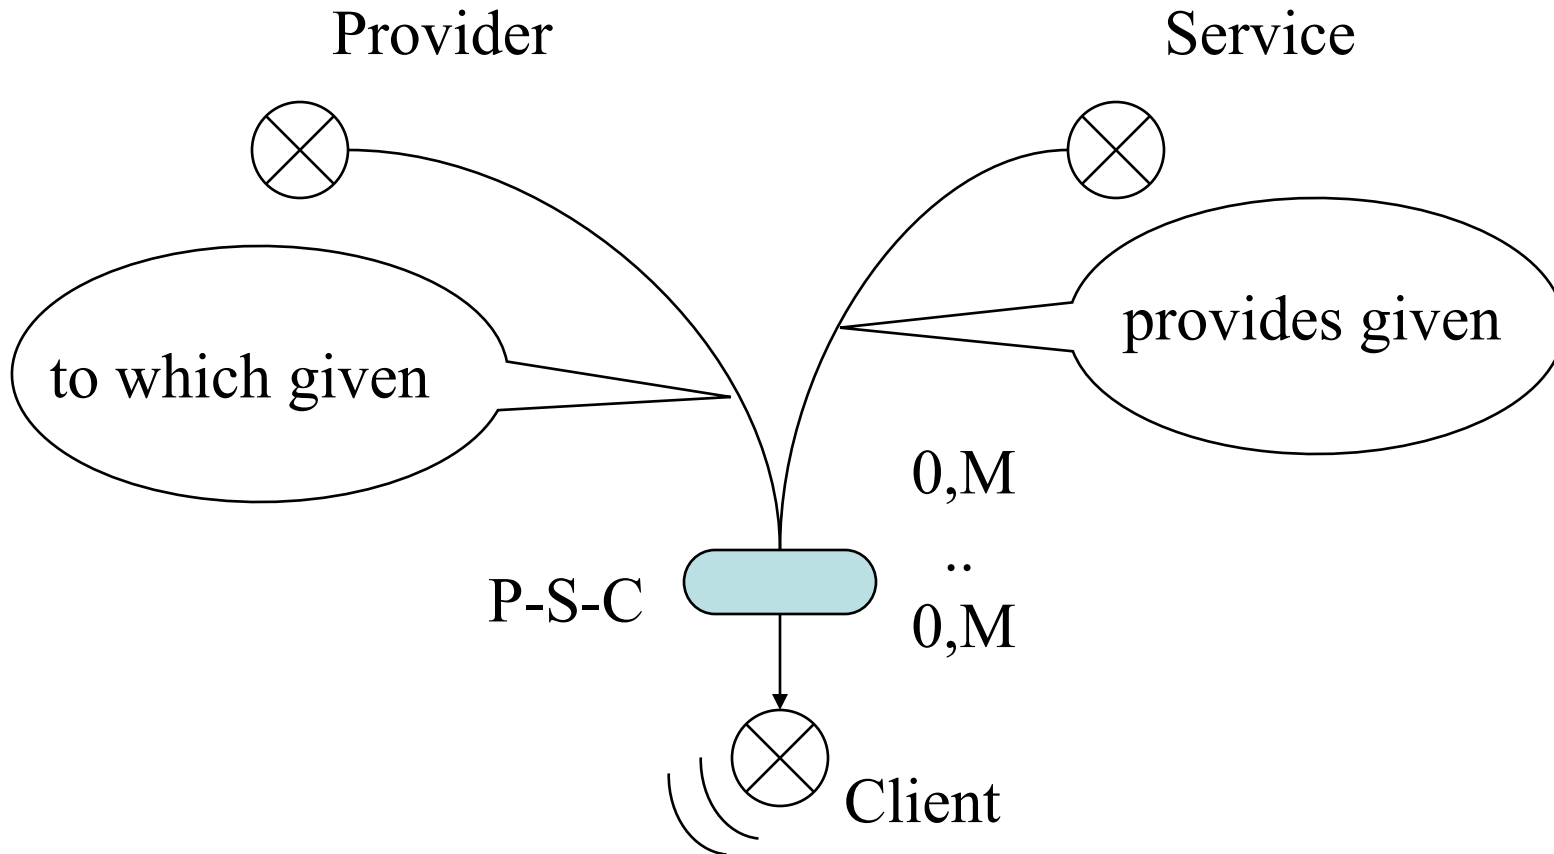 Provider
Service
to which given
provides given
0,M
..
0,M
P-S-C
Client